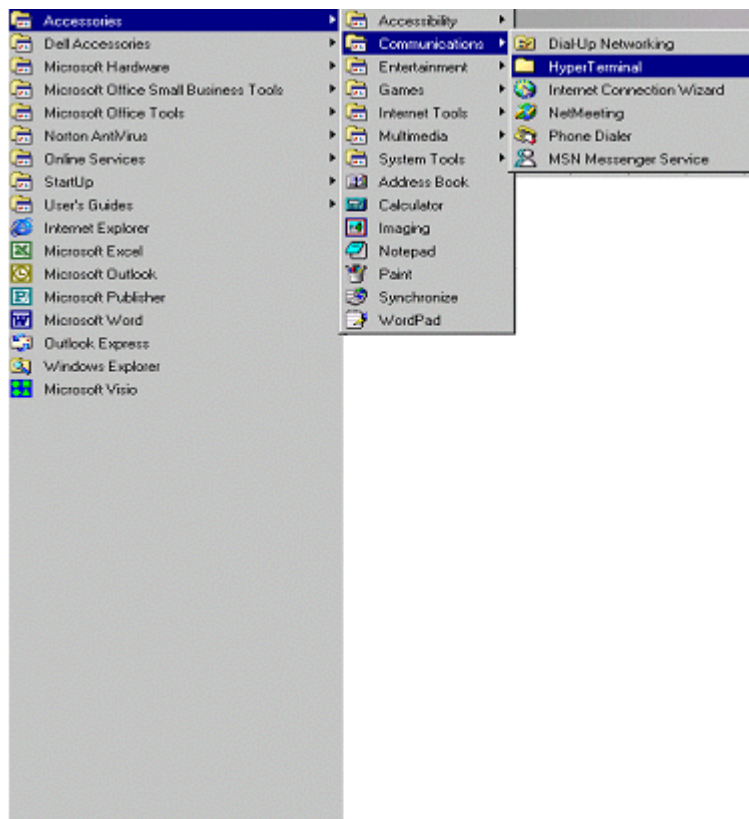 Accessories
Dell Accessories
Microsoft Hardware
Microsoft Office Small Business Tools
Microsoft Office Tools
Norton AntiVirus
Online Services
StartUp
User's Guides
Internet Explorer
Microsoft Excel
Microsoft Outlook
Microsoft Publisher
Microsoft Word
Outlook Express
Windows Explorer
Microsoft Visio
Accessibility
Communications
Entertainment
Games
Internet Tools
Multimedia
System Tools
Address Book
Calculator
Imaging
Notepad
Paint
Synchronize
WordPad
Dial-Up Networking
HyperTerminal
Internet Connection Wizard
NetMeeting
Phone Dialer
MSN Messenger Service